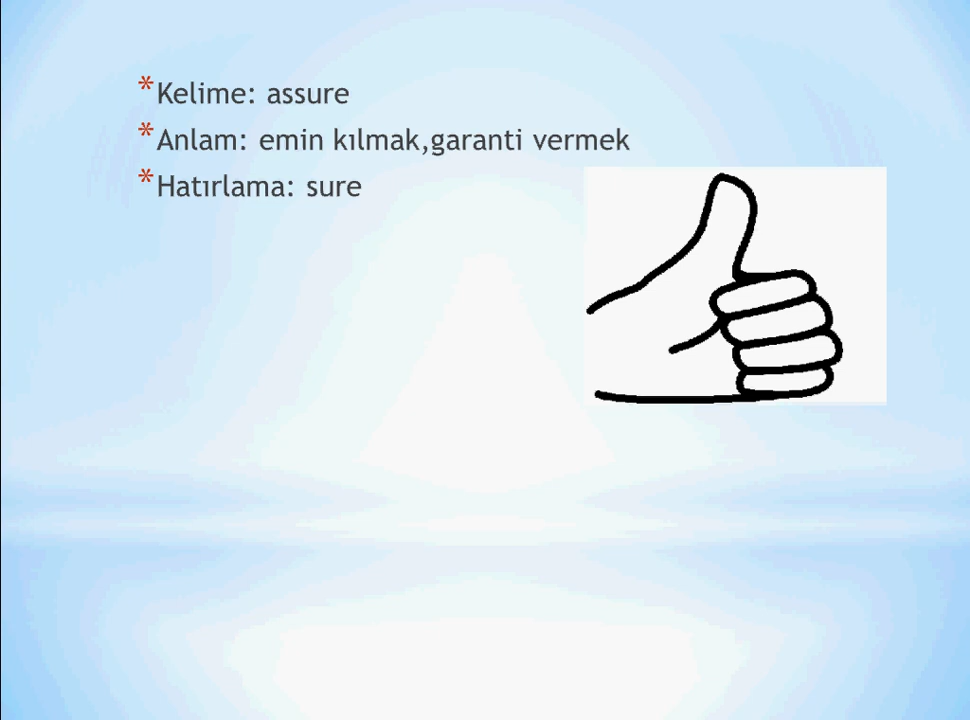 *Kelime: assure
*Anlam: emin kılmak,garanti vermek
*Hatırlama: sure